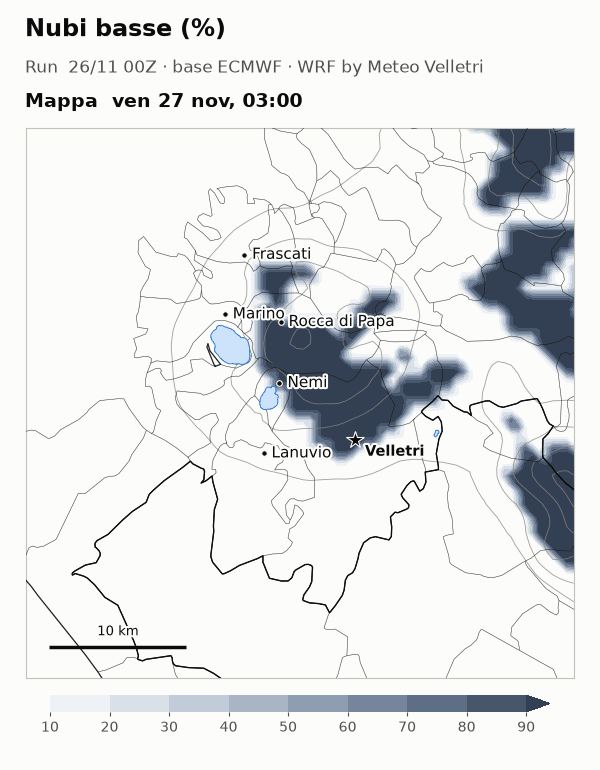 Nubi basse (%)
Run  26/11 00Z · base ECMWF · WRF by Meteo Velletri
Mappa  ven 27 nov, 03:00
Frascati
Marino
Rocca di Papa
Nemi
Velletri
Lanuvio
10 km
10 20 30 40 50 60 70 80 90